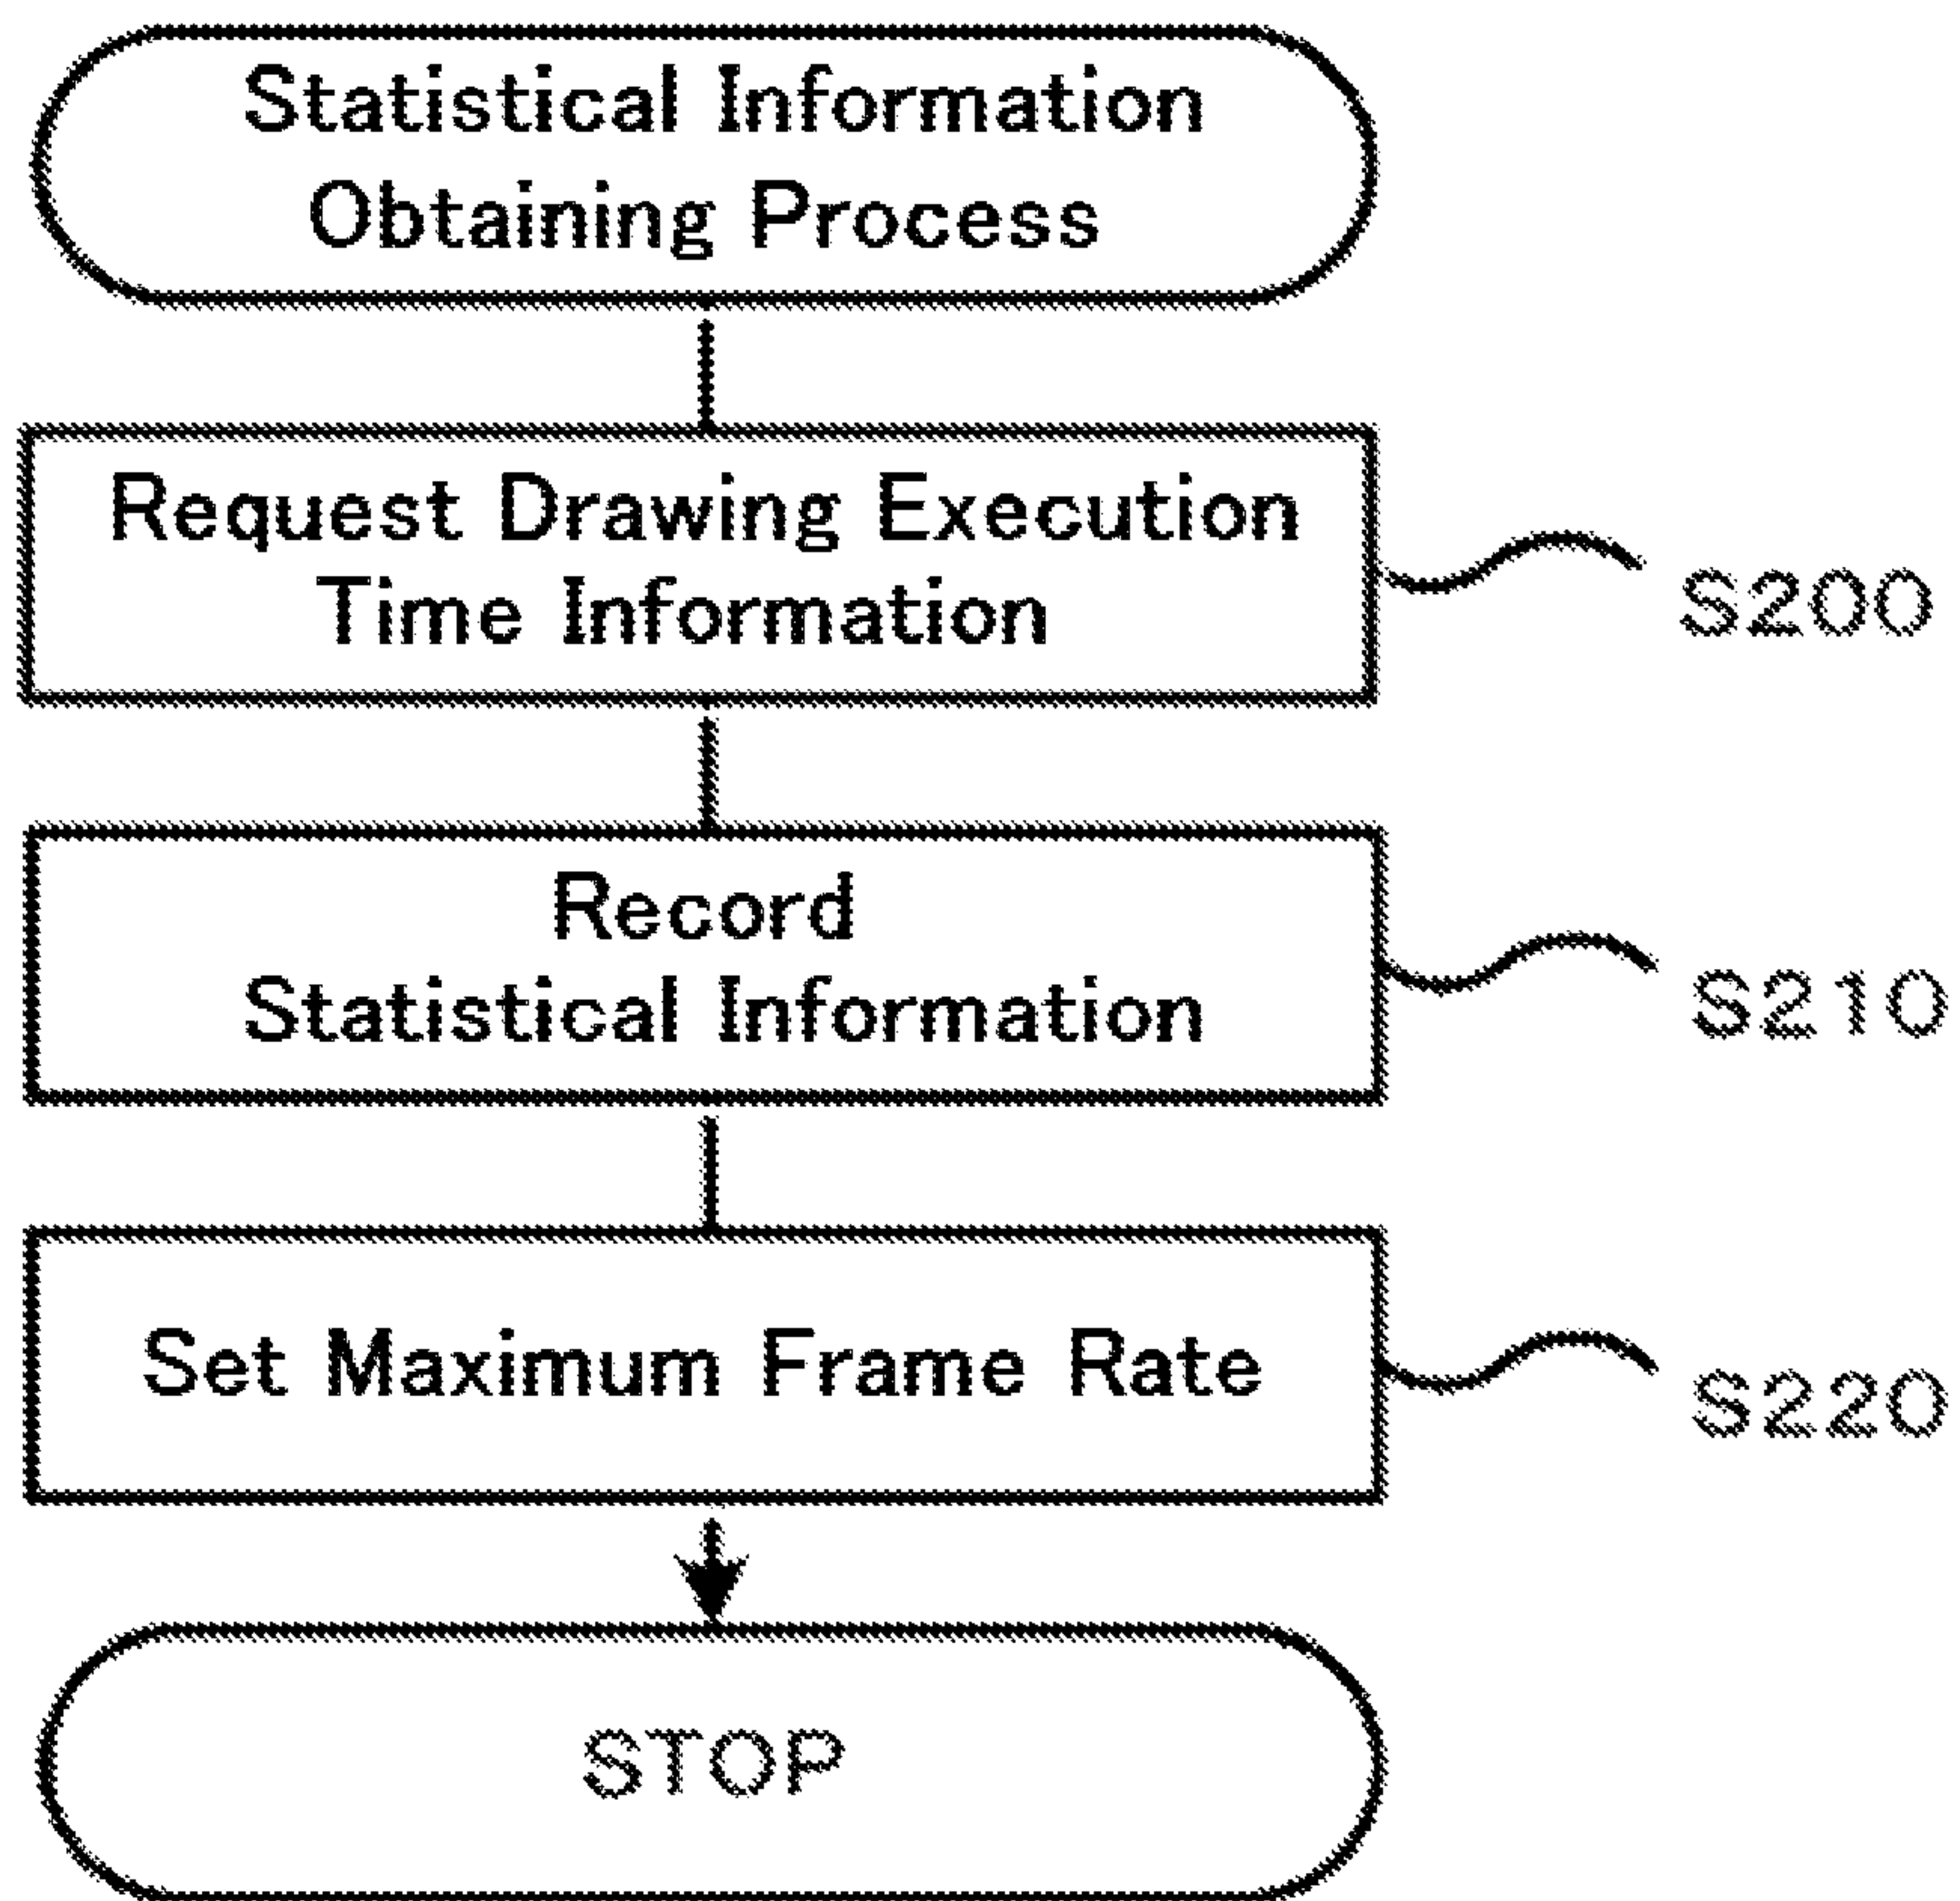 Statistical Information
Obtaining Process
Request Drawing Execution
Time Information
S200
Record
Statistical Information
S210
Set Maximum Frame Rate
S220
STOP